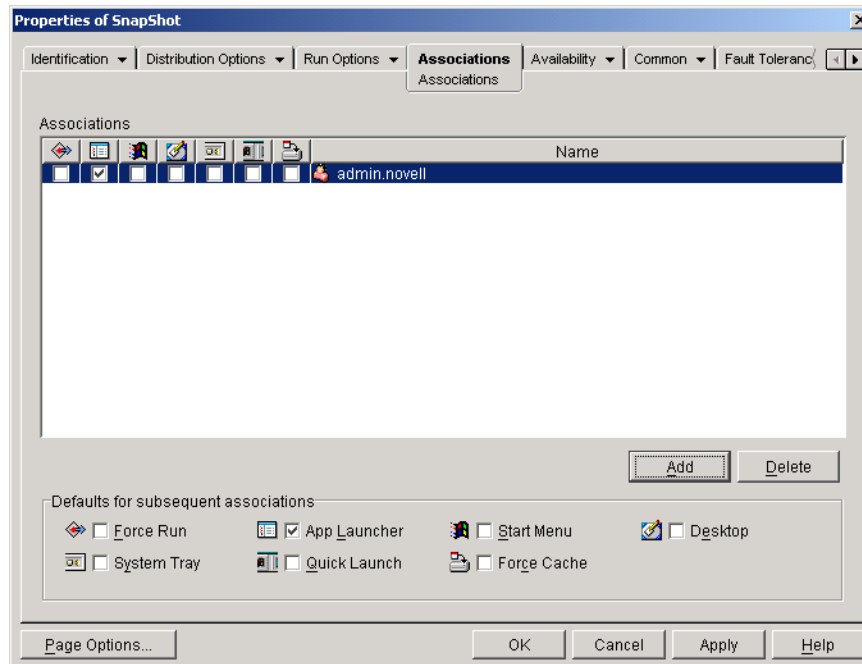 Properties of SnapShot
Identification Distribution Options Run Options Associations Availability Common Fault Toleranc
Associations
Associations
Name
admin.novell
Add Delete
Defaults for subsequent associations
Force Run App Launcher Start Menu Desktop
System Tray Quick Launch Force Cache
Page Options... OK Cancel Apply Help